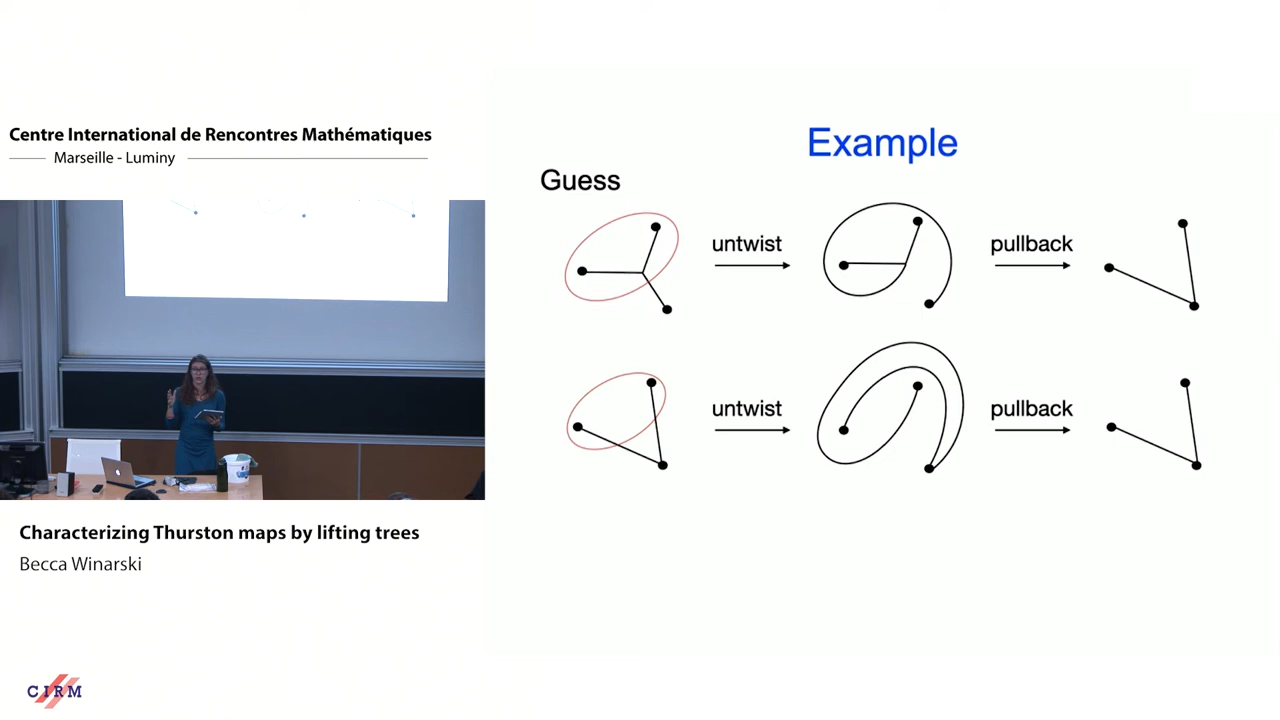 Centre International de Rencontres Mathématiques
Marseille - Luminy
Example
Guess
untwist
pullback
untwist
pullback
Characterizing Thurston maps by lifting trees
Becca Winarski
CIRM